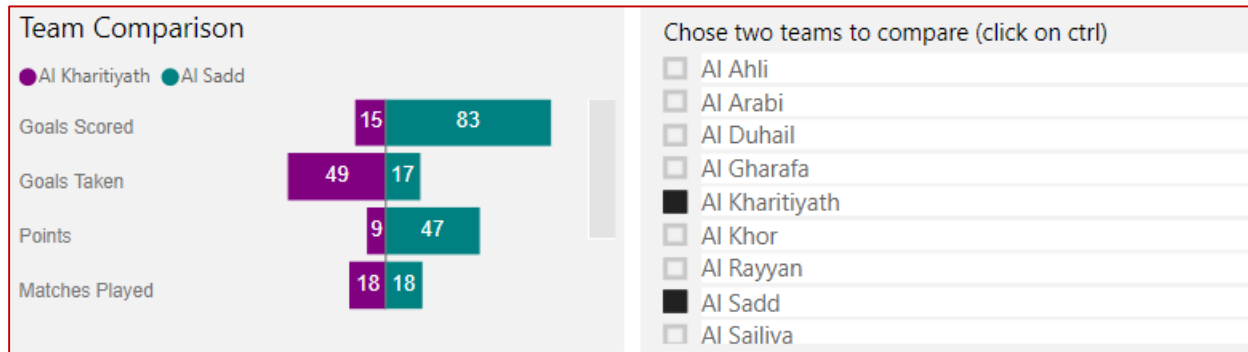 Team Comparison
Al Kharitiyath Al Sadd
Goals Scored 15 83
Goals Taken 49 17
Points 9 47
Matches Played 18 18
Chose two teams to compare (click on ctrl)
Al Ahli
Al Arabi
Al Duhail
Al Gharafa
Al Kharitiyath
Al Khor
Al Rayyan
Al Sadd
Al Sailiya